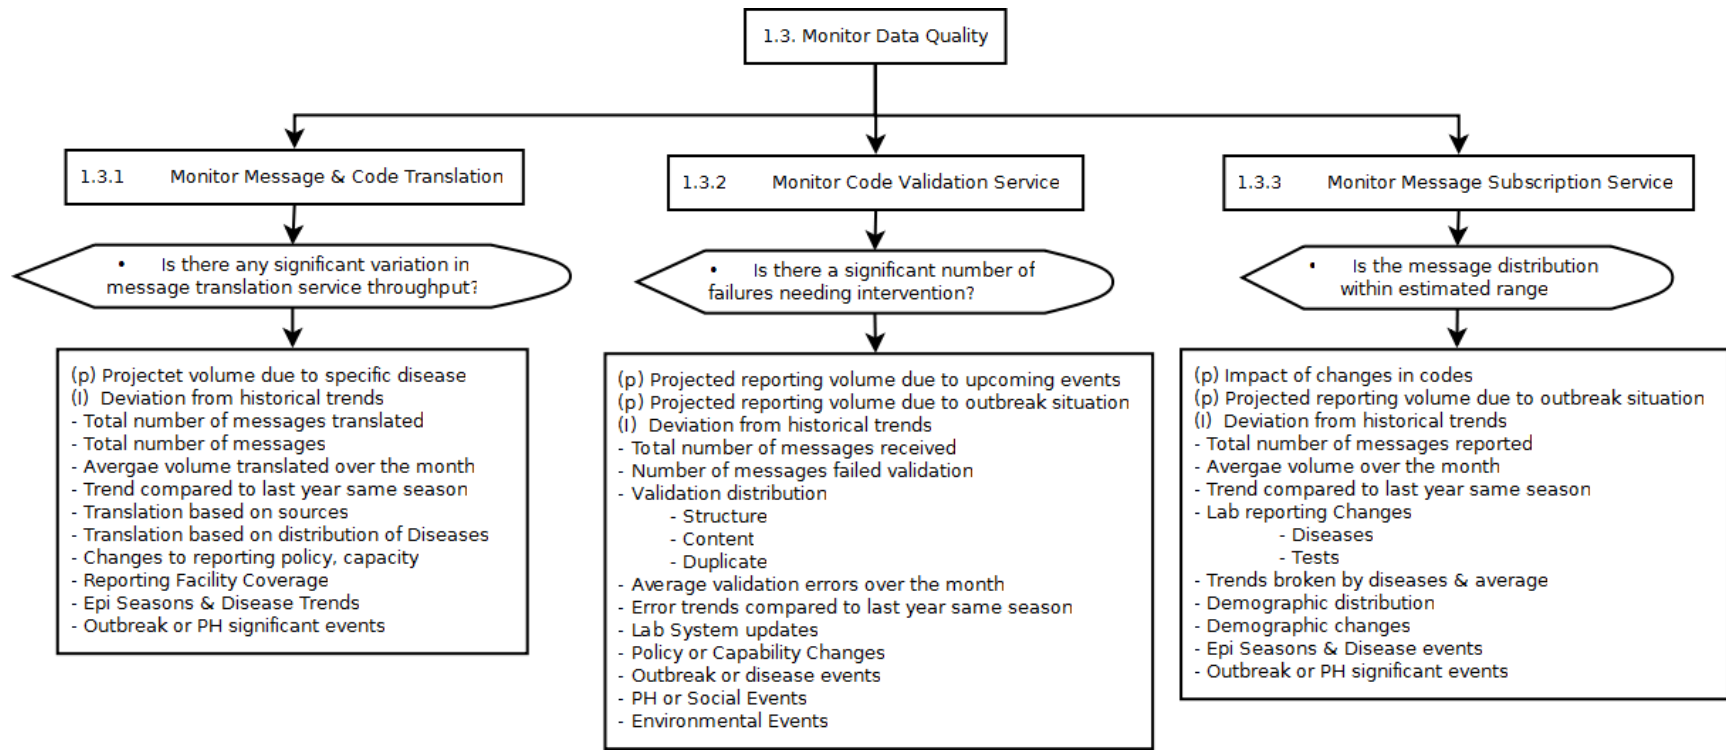 1.3. Monitor Data Quality
1.3.1 Monitor Message & Code Translation
• Is there any significant variation in
message translation service throughput?
(p) Projectet volume due to specific disease
(I) Deviation from historical trends
- Total number of messages translated
- Total number of messages
- Avergae volume translated over the month
- Trend compared to last year same season
- Translation based on sources
- Translation based on distribution of Diseases
- Changes to reporting policy, capacity
- Reporting Facility Coverage
- Epi Seasons & Disease Trends
- Outbreak or PH significant events
1.3.2 Monitor Code Validation Service
• Is there a significant number of
failures needing intervention?
(p) Projected reporting volume due to upcoming events
(p) Projected reporting volume due to outbreak situation
(I) Deviation from historical trends
- Total number of messages received
- Number of messages failed validation
- Validation distribution
- Structure
- Content
- Duplicate
- Average validation errors over the month
- Error trends compared to last year same season
- Lab System updates
- Policy or Capability Changes
- Outbreak or disease events
- PH or Social Events
- Environmental Events
1.3.3 Monitor Message Subscription Service
• Is the message distribution
within estimated range
(p) Impact of changes in codes
(p) Projected reporting volume due to outbreak situation
(I) Deviation from historical trends
- Total number of messages reported
- Avergae volume over the month
- Trend compared to last year same season
- Lab reporting Changes
- Diseases
- Tests
- Trends broken by diseases & average
- Demographic distribution
- Demographic changes
- Epi Seasons & Disease events
- Outbreak or PH significant events